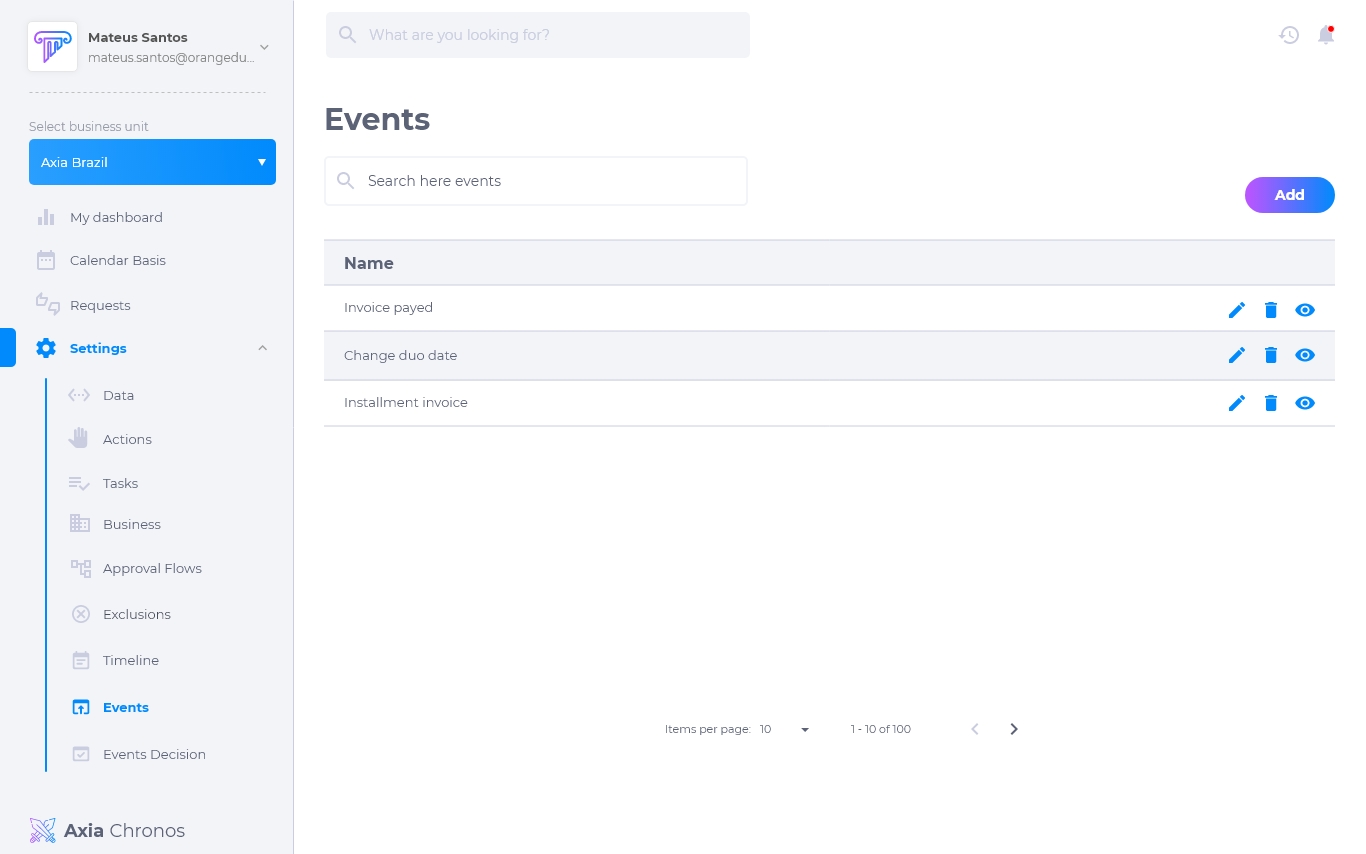 Mateus Santos
mateus.santos@orangedu...
What are you looking for?
Select business unit
Axia Brazil
My dashboard
Calendar Basis
Requests
Settings
Data
Actions
Tasks
Business
Approval Flows
Exclusions
Timeline
Events
Events Decision
Axia Chronos
Events
Search here events
Add
Name
Invoice payed
Change duo date
Installment invoice
Items per page: 10 1 - 10 of 100